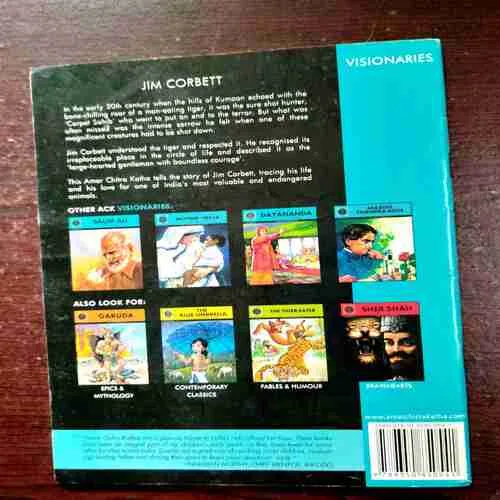 VISIONARIES
JIM CORBETT
In the early 20th century when the hills of Kumaon echoed with the
bone-chilling roar of a man-eating tiger, it was the sure shot hunter,
'Carpet Sahib' who went to put an end to the terror. But what was
often missed was the intense sorrow he felt when one of these
magnificent creatures had to be shot down.
Jim Corbett understood the tiger and respected it. He recognised its
irreplaceable place in the circle of life and described it as the
'large-hearted gentleman with boundless courage'.
This Amar Chitra Katha tells the story of Jim Corbett, tracing his life
and his love for one of India's most valuable and endangered
animals.
OTHER ACK VISIONARIES:
SALIM ALI
MOTHER TERESA
DAYANANDA
JAGADIS CHANDRA BOSE
ALSO LOOK FOR:
GARUDA
THE BLUE UMBRELLA
THE TIGER EATER
SHER SHAH
EPICS & MYTHOLOGY
CONTEMPORARY CLASSICS
FABLES & HUMOUR
BRAVEHEARTS
www.amarchitrakatha.com